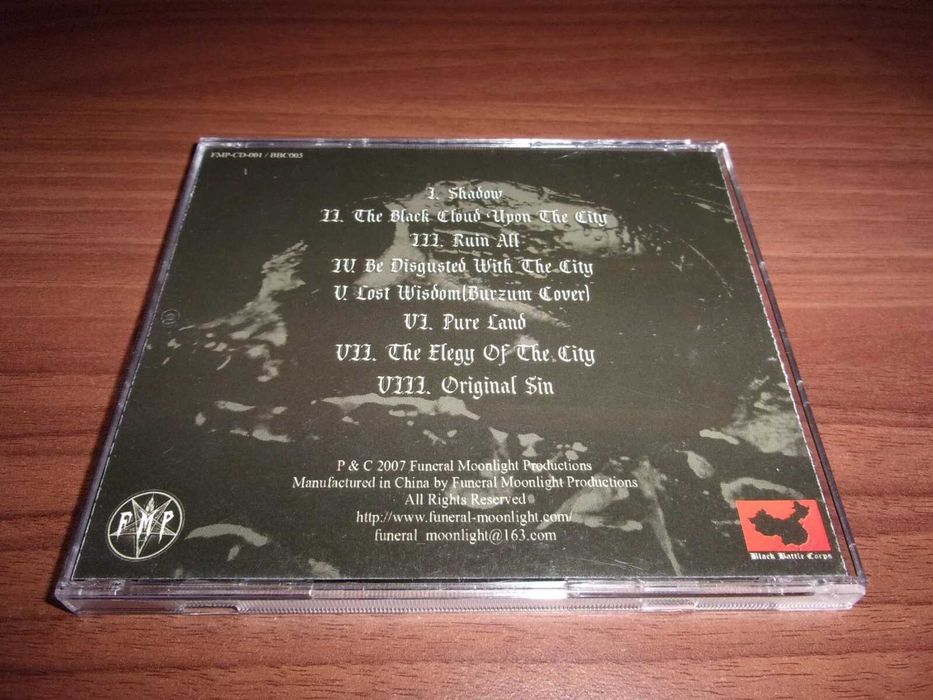 FMP-CD-001 / BBC005
I. Shadow
II. The Black Cloud Upon The City
III. Ruin All
IV. Be Disgusted With The City
V. Lost Wisdom(Burzum Cover)
VI. Pure Land
VII. The Elegy Of The City
VIII. Original Sin
P & C 2007 Funeral Moonlight Productions
Manufactured in China by Funeral Moonlight Productions
All Rights Reserved
http://www.funeral-moonlight.com/
funeral_moonlight@163.com
FMP
Black Battle Corps